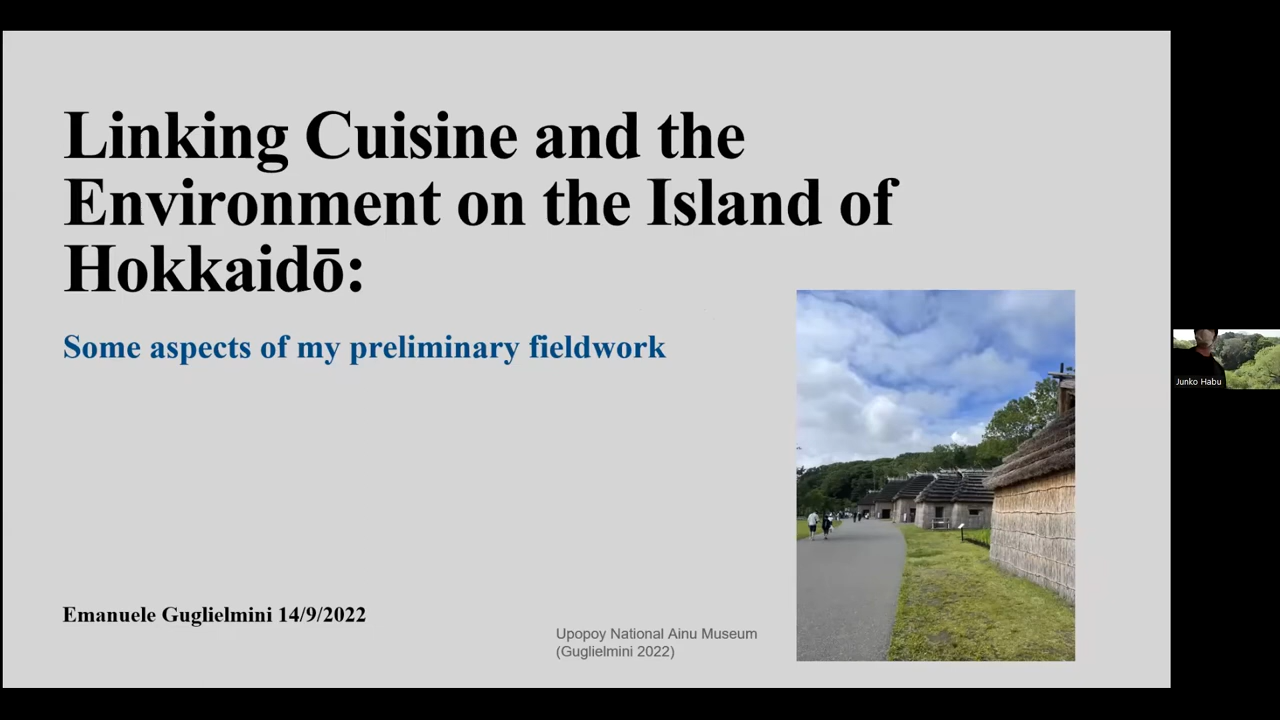 Linking Cuisine and the
Environment on the Island of
Hokkaidō:
Some aspects of my preliminary fieldwork
Emanuele Guglielmini 14/9/2022
Upopoy National Ainu Museum
(Guglielmini 2022)
Junko Habu